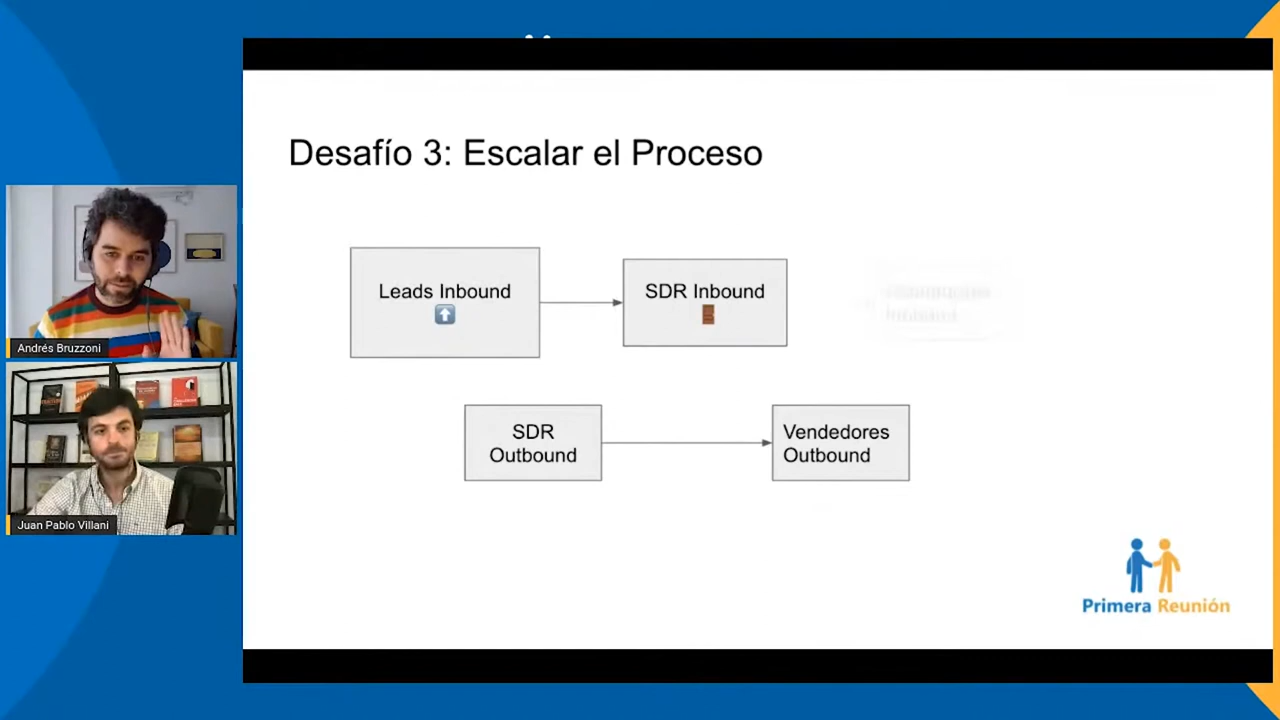 Desafío 3: Escalar el Proceso
Leads Inbound
SDR Inbound
SDR
Outbound
Vendedores
Outbound
Andrés Bruzzoni
Juan Pablo Villani
Primera Reunión